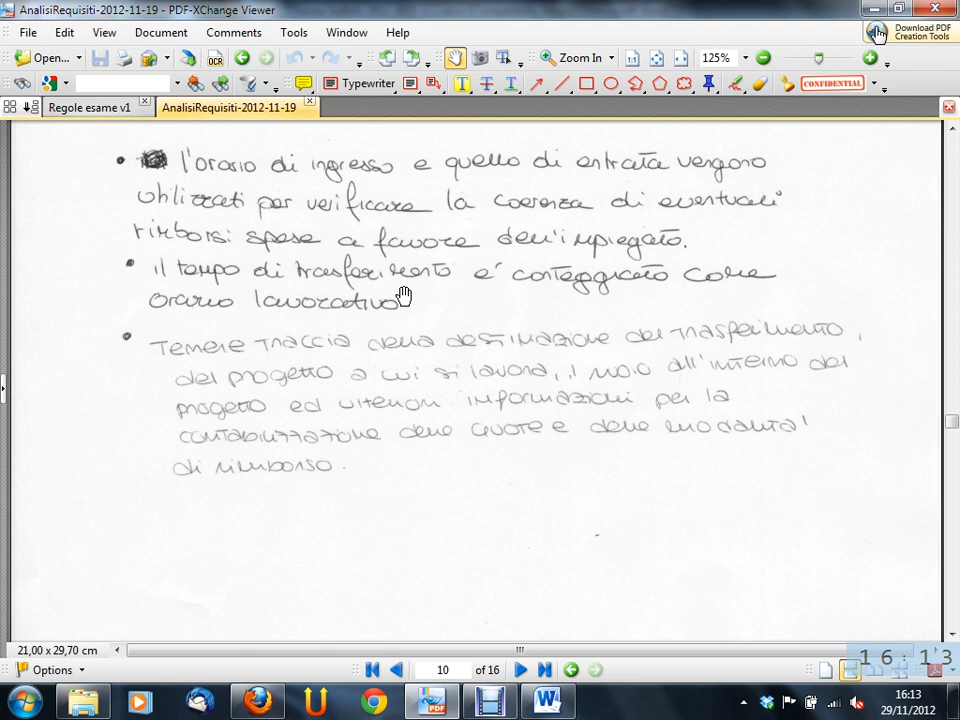 AnalisiRequisiti-2012-11-19 - PDF-XChange Viewer
File Edit View Document Comments Tools Window Help
Download PDF
Creation Tools
Open... OCR Zoom In 125%
Typewriter CONFIDENTIAL
Regole esame v1 AnalisiRequisiti-2012-11-19
• l'orario di ingresso e quello di entrata vengono
utilizzati per verificare la coerenza di eventuali
rimborsi spese a favore dell'impiegato.
• il tempo di trasferimento e' conteggiato come
orario lavorativo
• Tenere traccia della destinazione del trasferimento,
del progetto a cui si lavora, il ruolo all'interno del
progetto ed ulteriori informazioni per la
contabilizzazione delle quote e delle modalita'
di rimborso.
21,00 x 29,70 cm
Options 10 of 16
16:13
16:13
29/11/2012